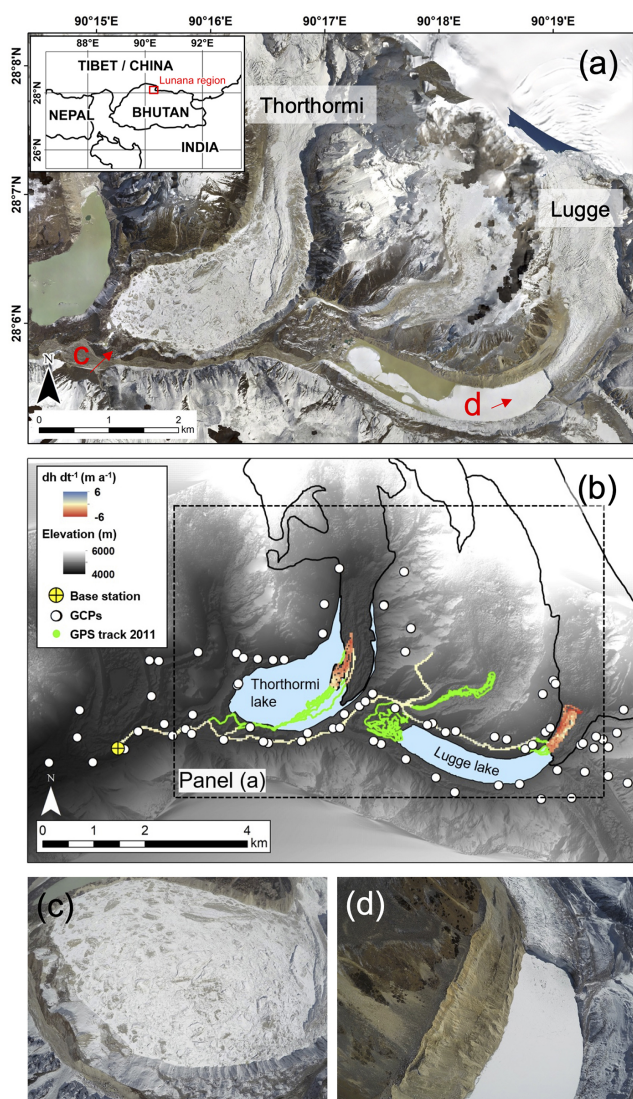 90°15'E 90°16'E 90°17'E 90°18'E 90°19'E
(a)
28°8'N
28°7'N
28°6'N
88°E 90°E 92°E
28°N
26°N
TIBET / CHINA
Lunana region
NEPAL
BHUTAN
INDIA
Thorthormi
Lugge
c
d
N
0 1 2
km
(b)
dh dt⁻¹ (m a⁻¹)
6
-6
Elevation (m)
6000
4000
Base station
GCPs
GPS track 2011
Thorthormi
lake
Lugge lake
Panel (a)
N
0 1 2 4
km
(c)
(d)